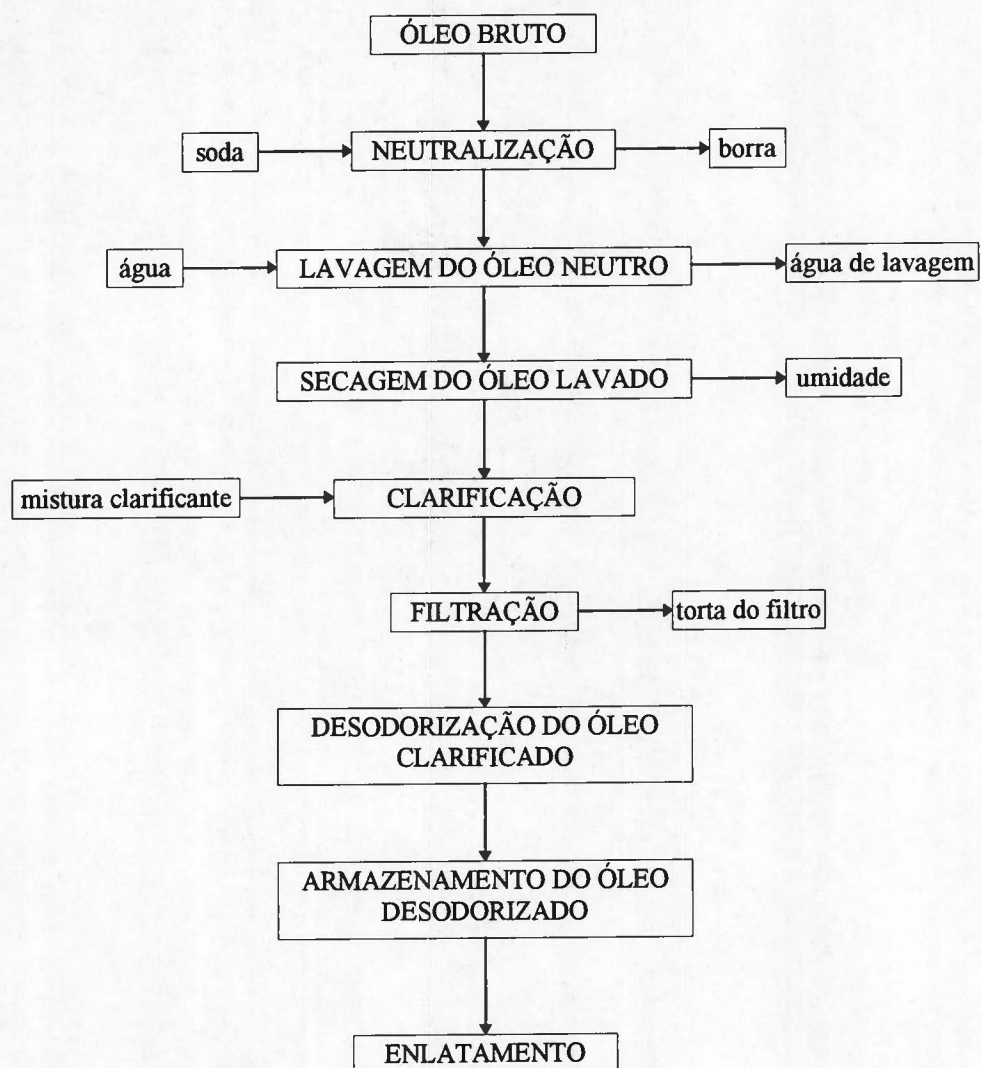 ÓLEO BRUTO
soda
NEUTRALIZAÇÃO
borra
água
LAVAGEM DO ÓLEO NEUTRO
água de lavagem
SECAGEM DO ÓLEO LAVADO
umidade
mistura clarificante
CLARIFICAÇÃO
FILTRAÇÃO
torta do filtro
DESODORIZAÇÃO DO ÓLEO
CLARIFICADO
ARMAZENAMENTO DO ÓLEO
DESODORIZADO
ENLATAMENTO